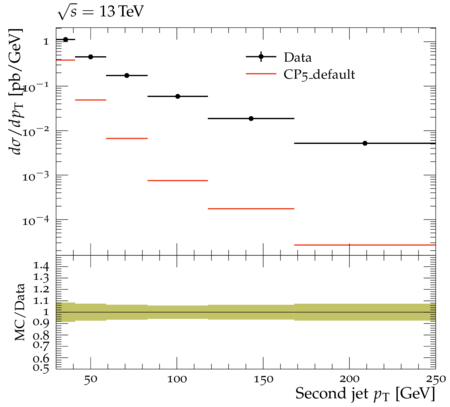 √s = 13 TeV
dσ/dpT [pb/GeV]
1
10⁻¹
10⁻²
10⁻³
10⁻⁴
Data
CP5_default
MC/Data
1.4
1.3
1.2
1.1
1
0.9
0.8
0.7
0.6
0.5
50 100 150 200 250
Second jet pT [GeV]